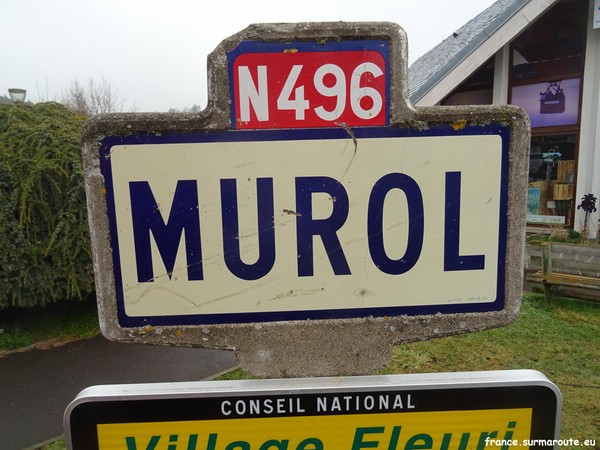 N496
MUROL
CONSEIL NATIONAL
Village Fleuri
france.surmaroute.eu